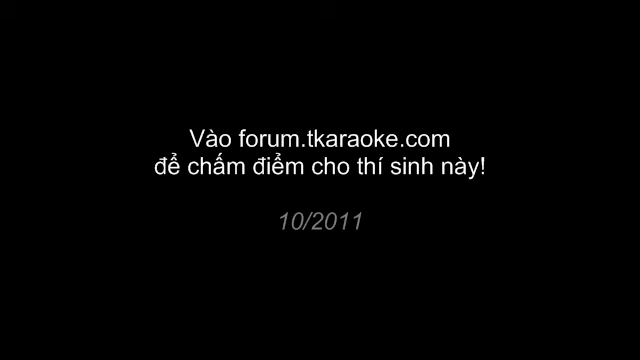 Vào forum.tkaraoke.com
để chấm điểm cho thí sinh này!
10/2011